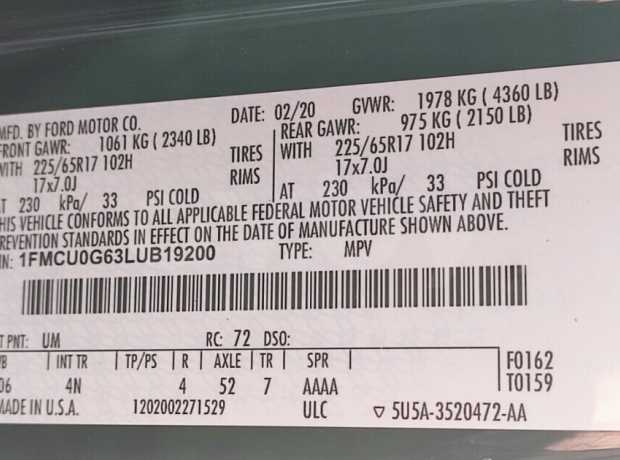 MFD. BY FORD MOTOR CO. DATE: 02/20 GVWR: 1978 KG ( 4360 LB)
FRONT GAWR: 1061 KG ( 2340 LB) REAR GAWR: 975 KG ( 2150 LB)
WITH 225/65R17 102H TIRES WITH 225/65R17 102H TIRES
17x7.0J RIMS 17x7.0J RIMS
AT 230 kPa/ 33 PSI COLD AT 230 kPa/ 33 PSI COLD
THIS VEHICLE CONFORMS TO ALL APPLICABLE FEDERAL MOTOR VEHICLE SAFETY AND THEFT
PREVENTION STANDARDS IN EFFECT ON THE DATE OF MANUFACTURE SHOWN ABOVE.
IN: 1FMCU0G63LUB19200 TYPE: MPV
T PNT: UM RC: 72 DSO:
WB | INT TR | TP/PS | R | AXLE | TR | SPR F0162
06 4N 4 52 7 AAAA T0159
MADE IN U.S.A. 1202002271529 ULC ▽ 5U5A-3520472-AA